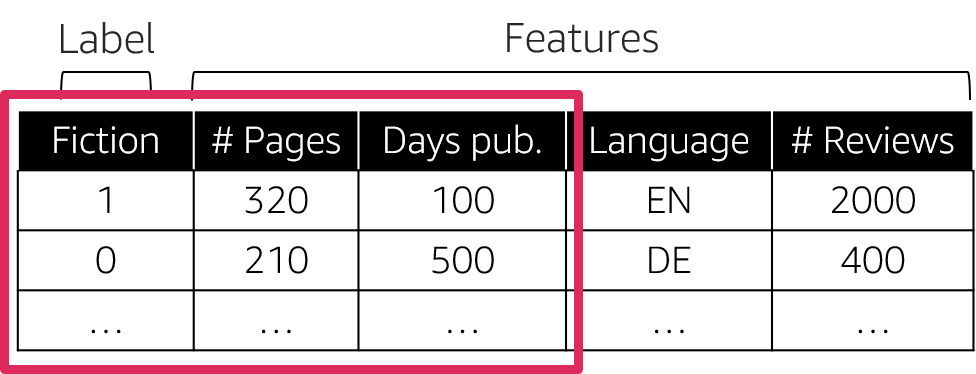 Label Features
Fiction # Pages Days pub. Language # Reviews
1 320 100 EN 2000
0 210 500 DE 400
... ... ... ... ...